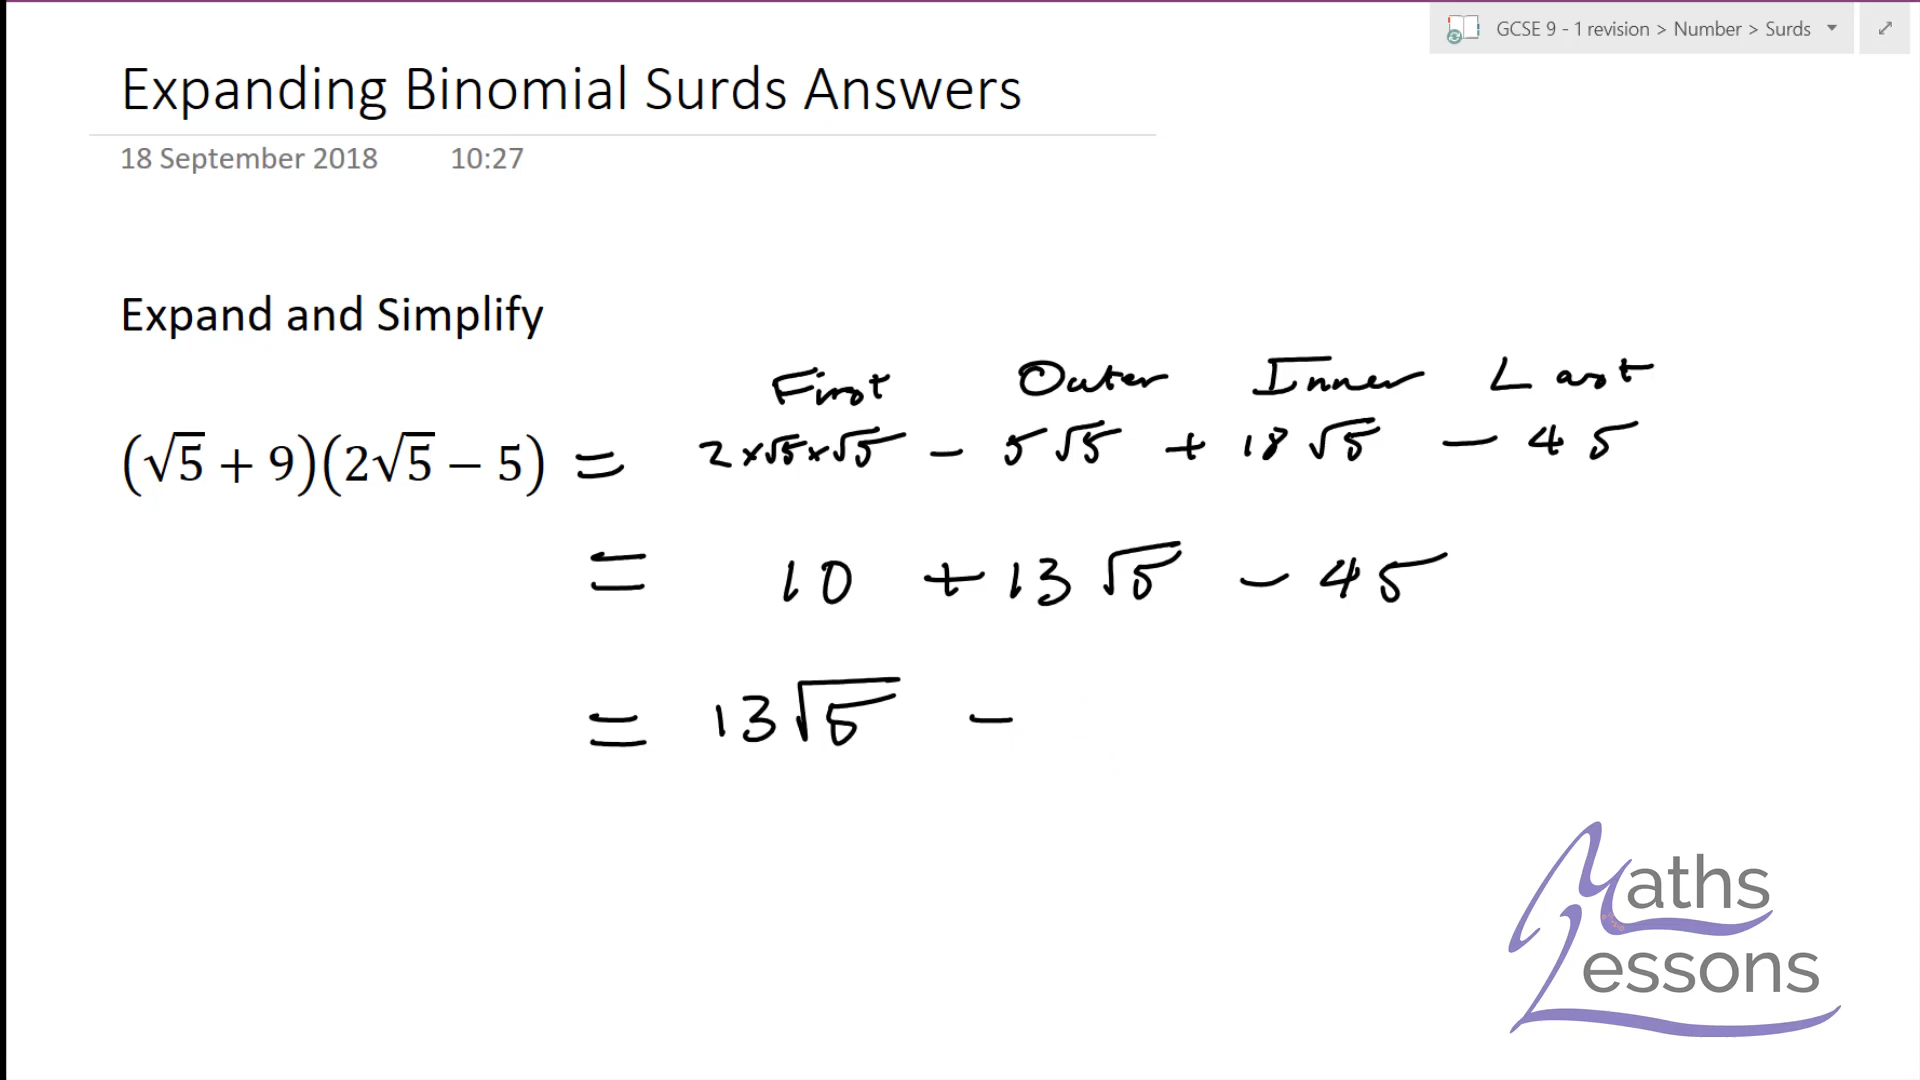 GCSE 9 - 1 revision > Number > Surds
Expanding Binomial Surds Answers
18 September 2018 10:27
Expand and Simplify
First Outer Inner Last
(√5 + 9)(2√5 − 5) = 2×√5×√5 − 5√5 + 18√5 − 45
= 10 + 13√5 − 45
= 13√5 −
Maths
Lessons